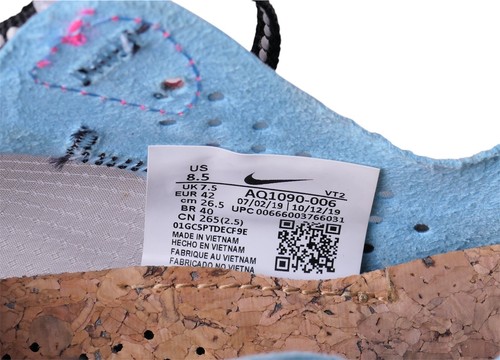 US
8.5
UK 7.5
EUR 42
cm 26.5
BR 40
CN 265(2.5)
VT2
AQ1090-006
07/02/19 | 10/12/19
UPC 00666003766031
01GCSPTDECF9E
MADE IN VIETNAM
HECHO EN VIETNAM
FABRIQUE AU VIETNAM
FABRICADO NO VIETNA